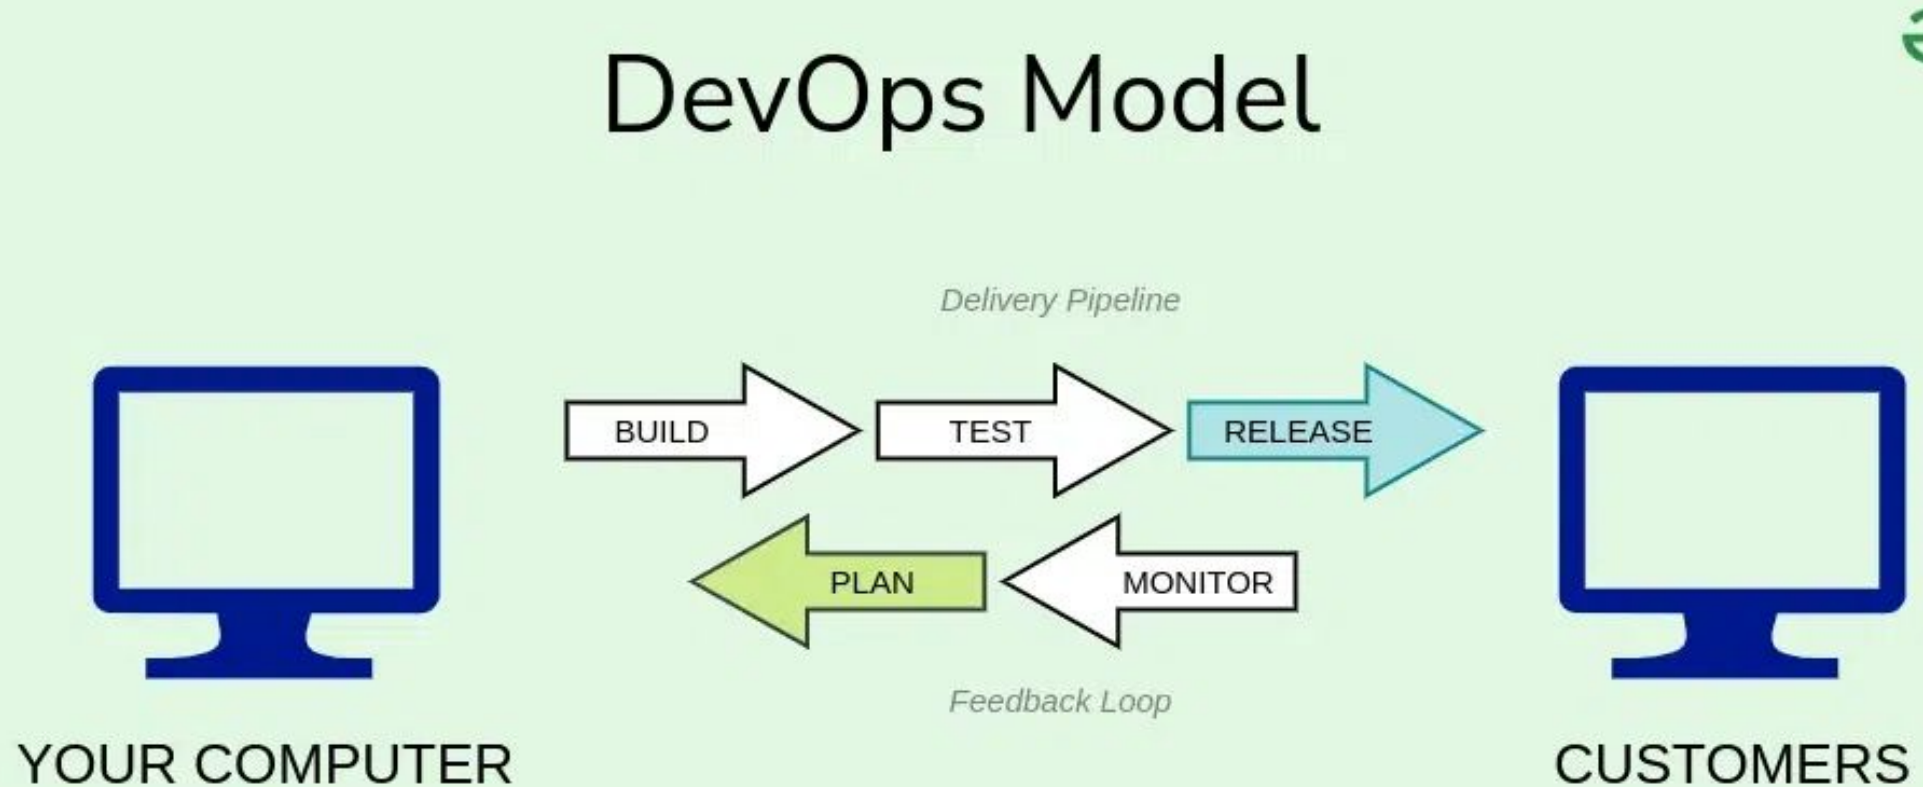 DevOps Model
Delivery Pipeline
BUILD
TEST
RELEASE
PLAN
MONITOR
Feedback Loop
YOUR COMPUTER
CUSTOMERS